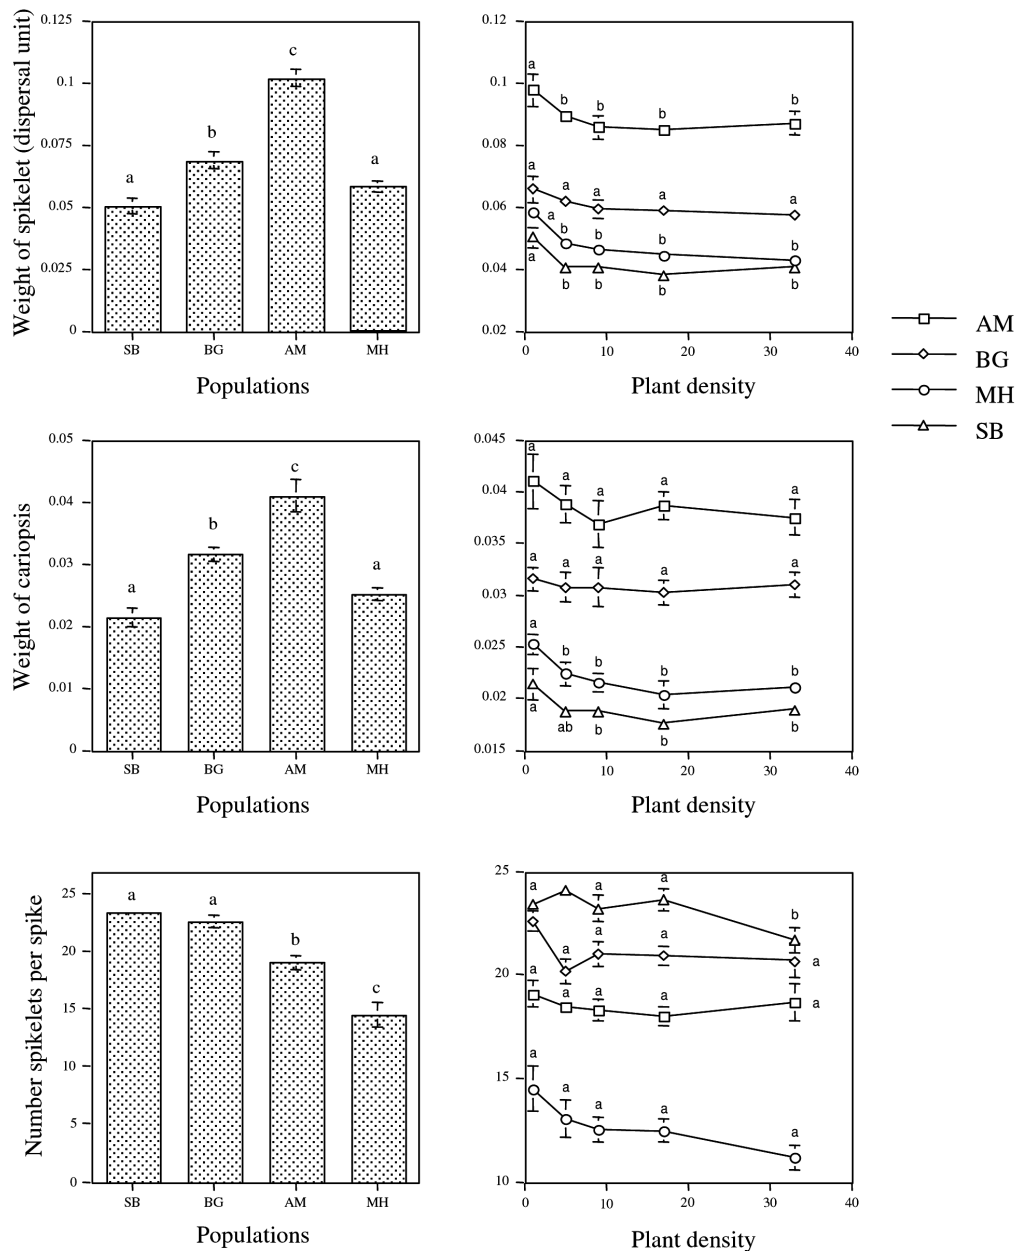 Weight of spikelet (dispersal unit)
0.125
0.1
0.075
0.05
0.025
0
a
b
c
a
SB BG AM MH
Populations
0.12
0.1
0.08
0.06
0.04
0.02
a
b
b
b
b
a
a
a
a
a
a
b
b
b
b
a
b
b
b
b
0 10 20 30 40
Plant density
AM
BG
MH
SB
Weight of cariopsis
0.05
0.04
0.03
0.02
0.01
0
a
b
c
a
SB BG AM MH
Populations
0.045
0.04
0.035
0.03
0.025
0.02
0.015
a
a
a
a
a
a
a
a
a
a
a
b
b
b
b
a
ab
b
b
b
0 10 20 30 40
Plant density
Number spikelets per spike
25
20
15
10
5
0
a
a
b
c
SB BG AM MH
Populations
25
20
15
10
a
a
a
b
a
a
a
a
a
a
a
a
a
a
a
a
a
a
0 10 20 30 40
Plant density